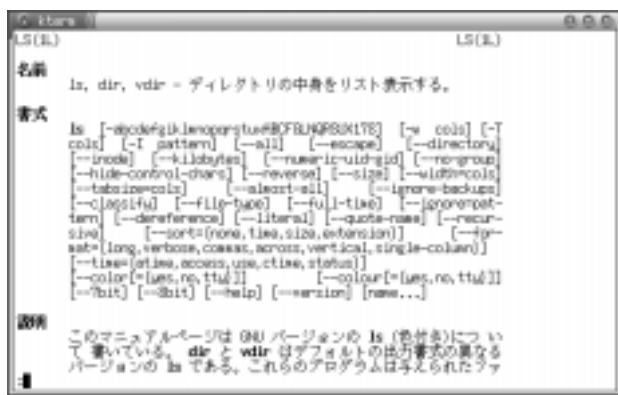 kterm
LS(1L) LS(1L)
名前
ls, dir, vdir - ディレクトリの中身をリスト表示する。
書式
ls [-abcdefgiklmnopqrstuxABCFGLNQRSUX178] [-w cols] [-T
cols] [-I pattern] [--all] [--escape] [--directory]
[--inode] [--kilobytes] [--numeric-uid-gid] [--no-group]
[--hide-control-chars] [--reverse] [--size] [--width=cols]
[--tabsize=cols] [--almost-all] [--ignore-backups]
[--classify] [--file-type] [--full-time] [--ignore=pat-
tern] [--dereference] [--literal] [--quote-name] [--recur-
sive] [--sort={none,time,size,extension}] [--for-
mat={long,verbose,commas,across,vertical,single-column}]
[--time={atime,access,use,ctime,status}]
[--color[={yes,no,tty}]] [--colour[={yes,no,tty}]]
[--7bit] [--8bit] [--help] [--version] [name...]
説明
このマニュアルページは GNU バージョンの ls (色付き)につ い
て 書いている。 dir と vdir はデフォルトの出力書式の異なる
バージョンの ls である。これらのプログラムは与えられたファ
: